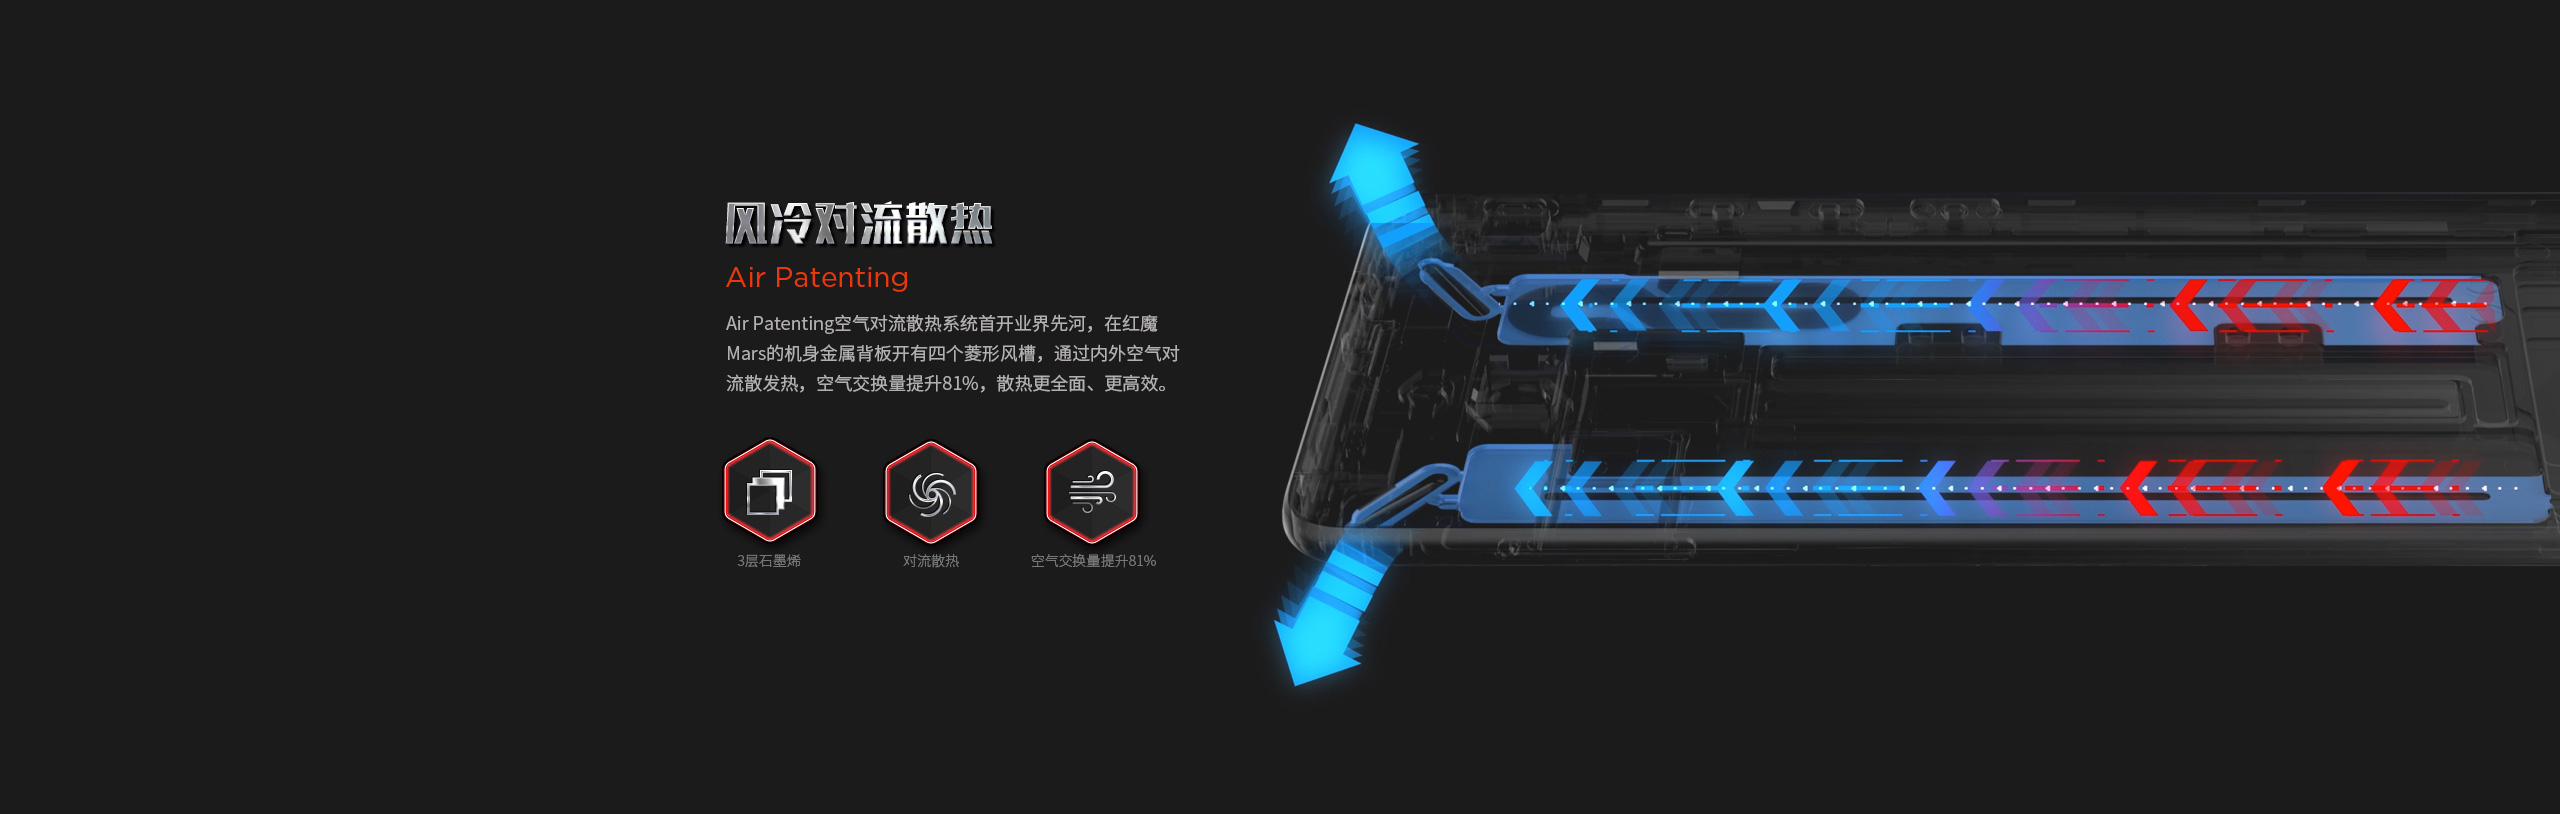 风冷对流散热
Air Patenting
Air Patenting空气对流散热系统首开业界先河，在红魔
Mars的机身金属背板开有四个菱形风槽，通过内外空气对
流散发热，空气交换量提升81%，散热更全面、更高效。
3层石墨烯
对流散热
空气交换量提升81%